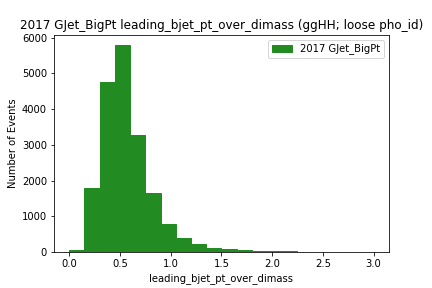 2017 GJet_BigPt leading_bjet_pt_over_dimass (ggHH; loose pho_id)
2017 GJet_BigPt
Number of Events
6000
5000
4000
3000
2000
1000
0
0.0 0.5 1.0 1.5 2.0 2.5 3.0
leading_bjet_pt_over_dimass